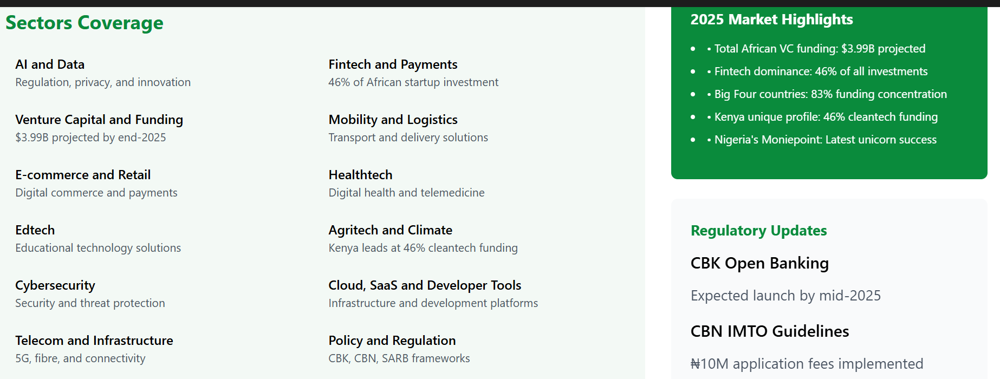 Sectors Coverage
AI and Data
Regulation, privacy, and innovation
Fintech and Payments
46% of African startup investment
Venture Capital and Funding
$3.99B projected by end-2025
Mobility and Logistics
Transport and delivery solutions
E-commerce and Retail
Digital commerce and payments
Healthtech
Digital health and telemedicine
Edtech
Educational technology solutions
Agritech and Climate
Kenya leads at 46% cleantech funding
Cybersecurity
Security and threat protection
Cloud, SaaS and Developer Tools
Infrastructure and development platforms
Telecom and Infrastructure
5G, fibre, and connectivity
Policy and Regulation
CBK, CBN, SARB frameworks
2025 Market Highlights
• • Total African VC funding: $3.99B projected
• • Fintech dominance: 46% of all investments
• • Big Four countries: 83% funding concentration
• • Kenya unique profile: 46% cleantech funding
• • Nigeria's Moniepoint: Latest unicorn success
Regulatory Updates
CBK Open Banking
Expected launch by mid-2025
CBN IMTO Guidelines
₦10M application fees implemented